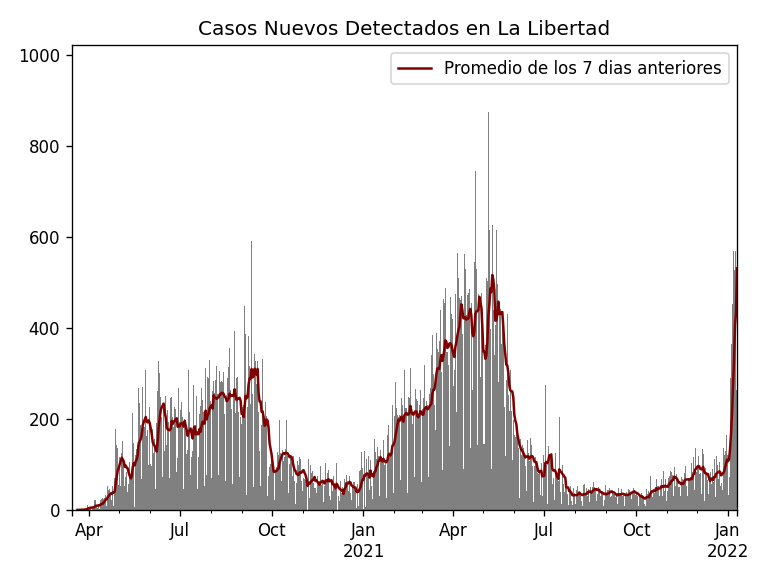 Casos Nuevos Detectados en La Libertad
Promedio de los 7 dias anteriores
1000
800
600
400
200
0
Apr Jul Oct Jan Apr Jul Oct Jan
2021 2022